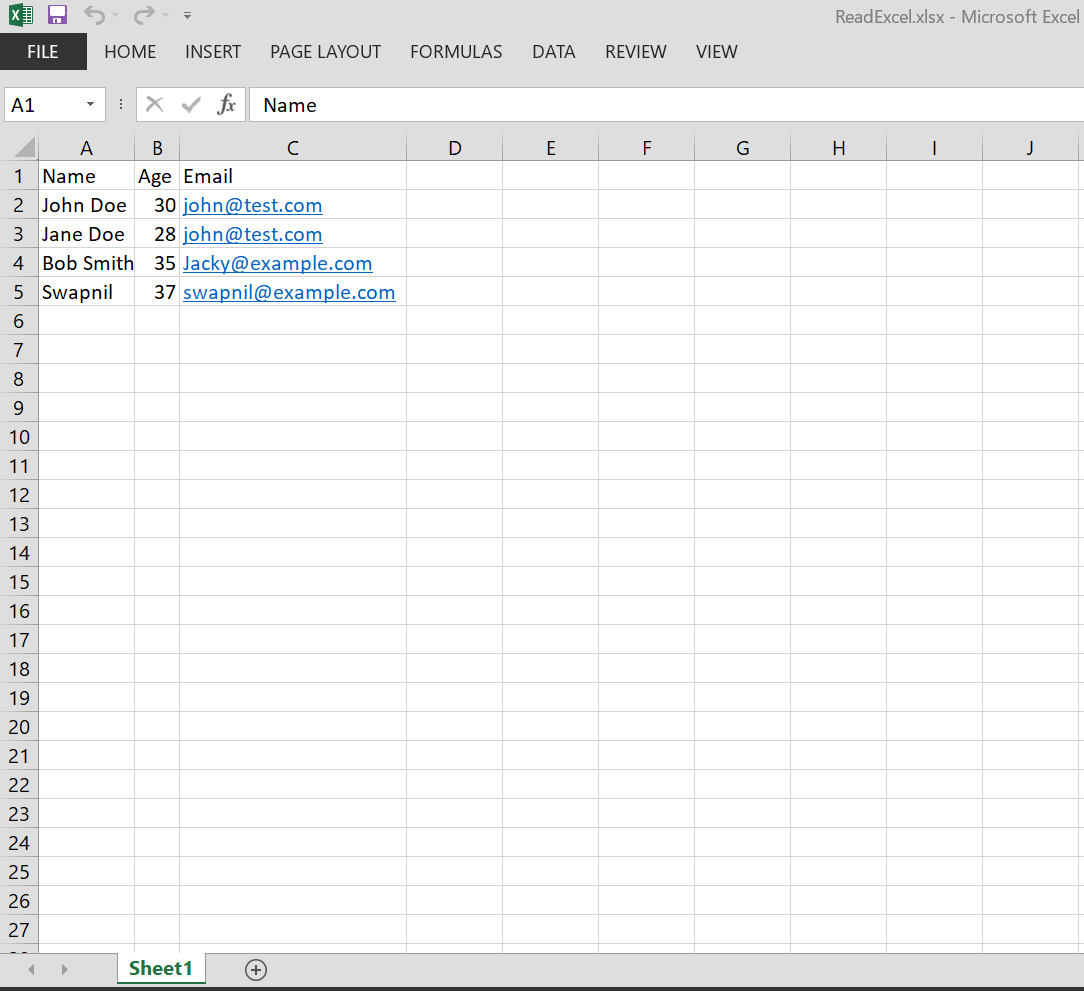 ReadExcel.xlsx - Microsoft Excel
FILE HOME INSERT PAGE LAYOUT FORMULAS DATA REVIEW VIEW
A1 fx Name
A B C D E F G H I J
1 Name Age Email
2 John Doe 30 john@test.com
3 Jane Doe 28 john@test.com
4 Bob Smith 35 Jacky@example.com
5 Swapnil 37 swapnil@example.com
6
7
8
9
10
11
12
13
14
15
16
17
18
19
20
21
22
23
24
25
26
27
Sheet1